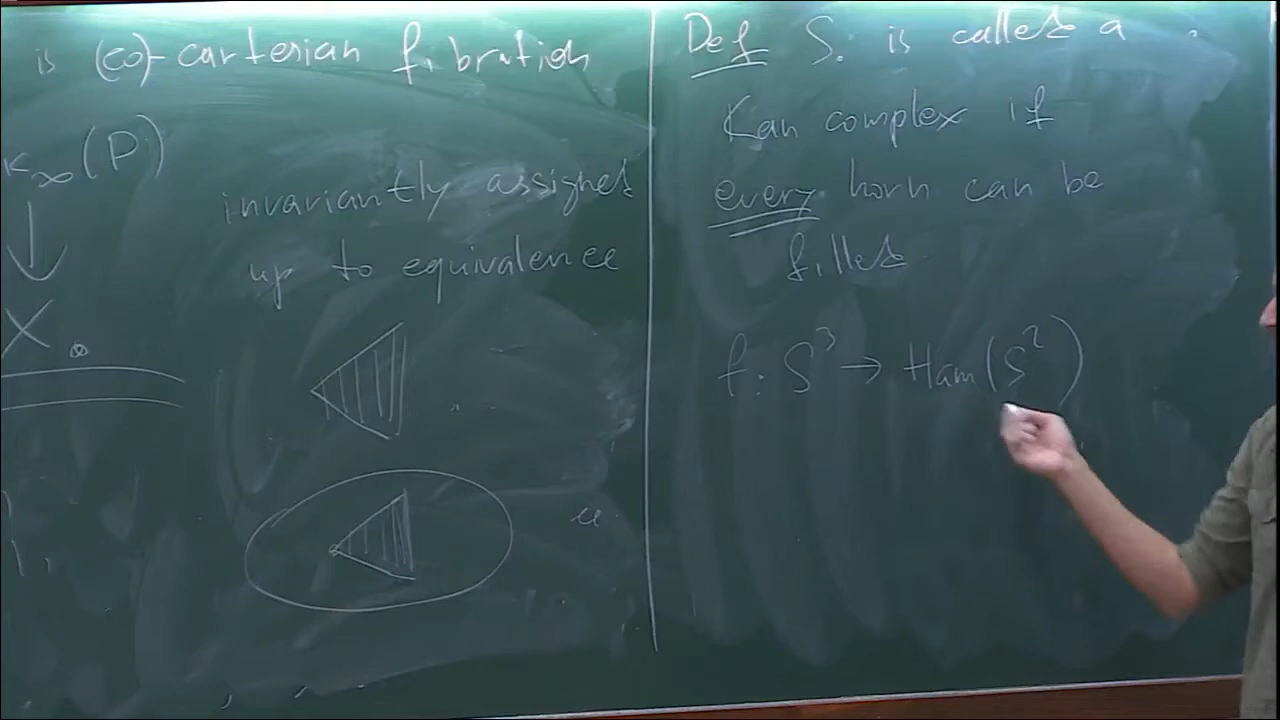 is (co)-carterian fibration
K∞(P)
↓
X.
invariantly assigned
up to equivalence
Def S. is called a
Kan complex if
every horn can be
filled
f: S³ → Ham(S²)